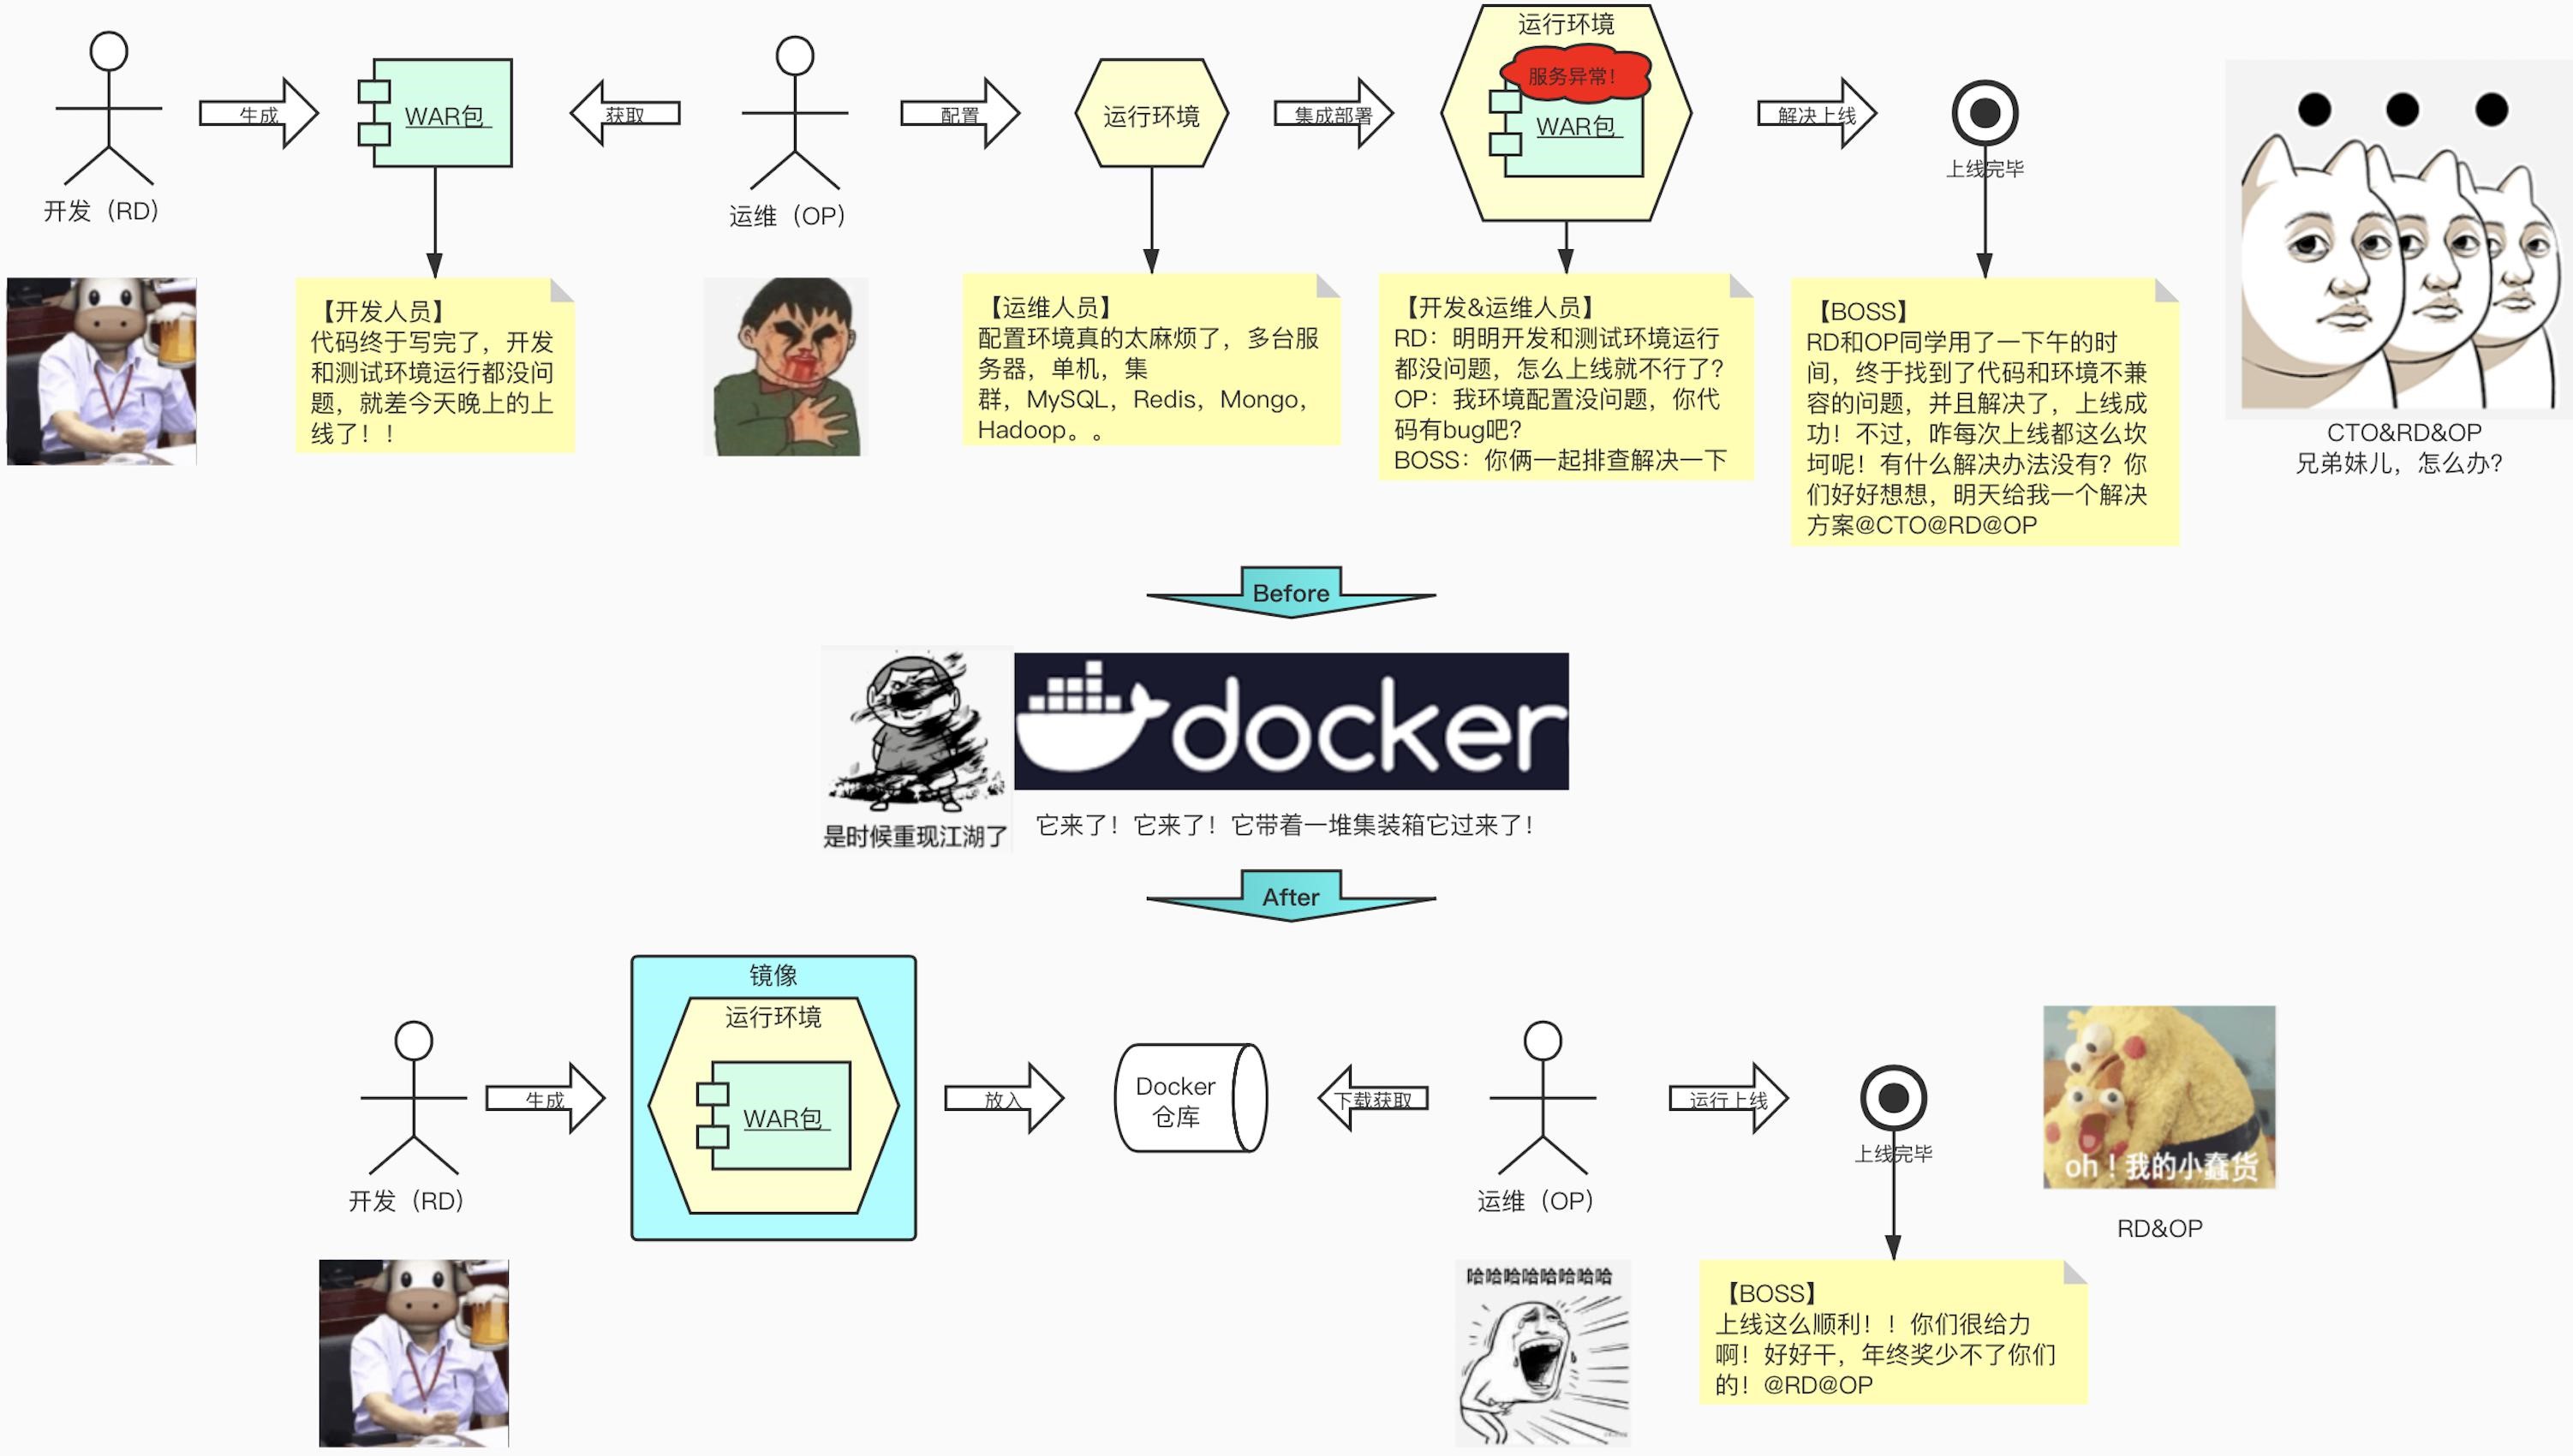 开发（RD）
生成
WAR包
获取
运维（OP）
配置
运行环境
集成部署
运行环境
服务异常！
WAR包
解决上线
上线完毕
【开发人员】
代码终于写完了，开发
和测试环境运行都没问
题，就差今天晚上的上
线了！！
【运维人员】
配置环境真的太麻烦了，多台服
务器，单机，集
群，MySQL，Redis，Mongo，
Hadoop。。
【开发&运维人员】
RD：明明开发和测试环境运行
都没问题，怎么上线就不行了？
OP：我环境配置没问题，你代
码有bug吧？
BOSS：你俩一起排查解决一下
【BOSS】
RD和OP同学用了一下午的时
间，终于找到了代码和环境不兼
容的问题，并且解决了，上线成
功！不过，咋每次上线都这么坎
坷呢！有什么解决办法没有？你
们好好想想，明天给我一个解决
方案@CTO@RD@OP
CTO&RD&OP
兄弟妹儿，怎么办？
Before
docker
是时候重现江湖了
它来了！它来了！它带着一堆集装箱它过来了！
After
开发（RD）
生成
镜像
运行环境
WAR包
放入
Docker
仓库
下载获取
运维（OP）
运行上线
上线完毕
oh！我的小蠢货
RD&OP
哈哈哈哈哈哈哈哈
【BOSS】
上线这么顺利！！你们很给力
啊！好好干，年终奖少不了你们
的！@RD@OP